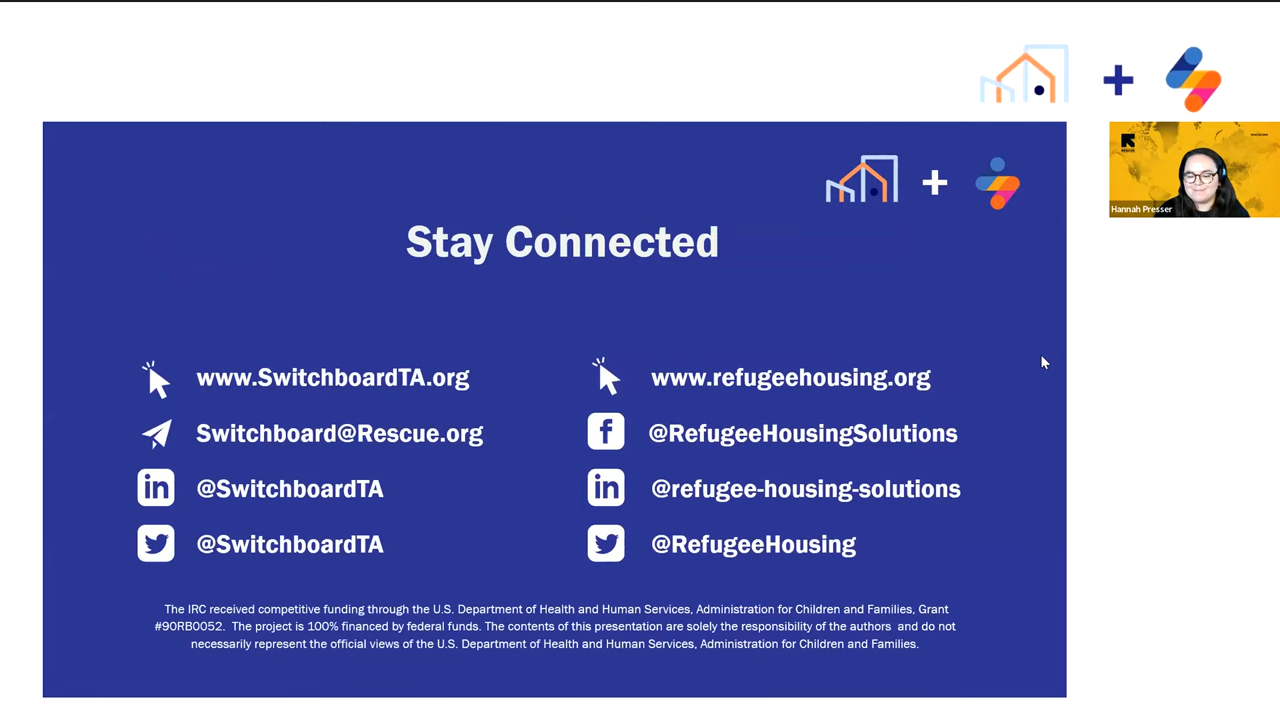 Stay Connected
www.SwitchboardTA.org
Switchboard@Rescue.org
@SwitchboardTA
@SwitchboardTA
www.refugeehousing.org
@RefugeeHousingSolutions
@refugee-housing-solutions
@RefugeeHousing
The IRC received competitive funding through the U.S. Department of Health and Human Services, Administration for Children and Families, Grant
#90RB0052. The project is 100% financed by federal funds. The contents of this presentation are solely the responsibility of the authors and do not
necessarily represent the official views of the U.S. Department of Health and Human Services, Administration for Children and Families.
Hannah Presser